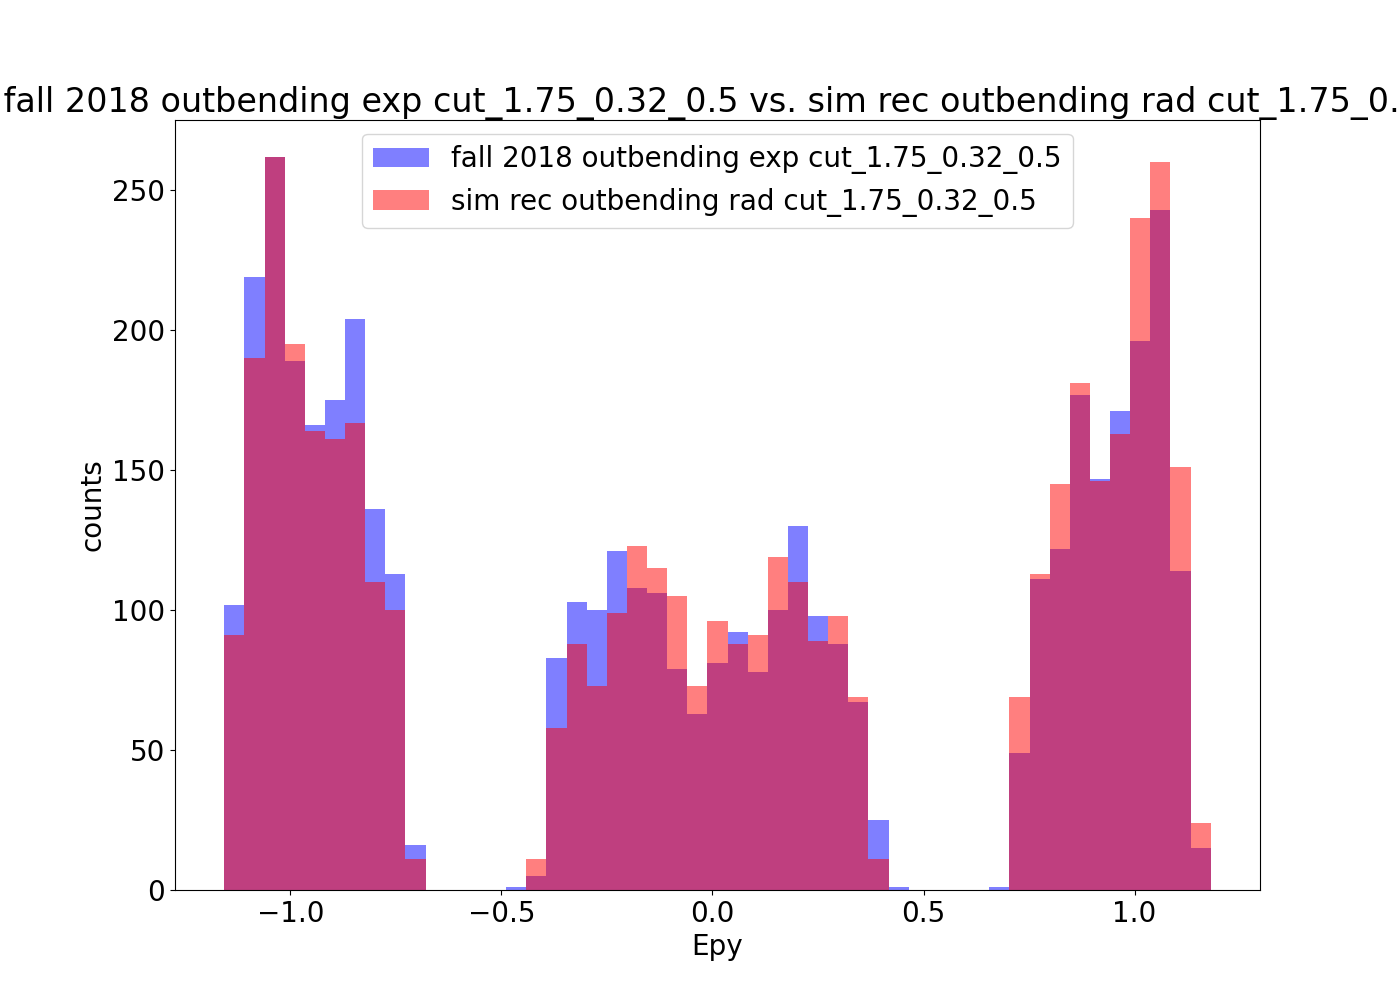 fall 2018 outbending exp cut_1.75_0.32_0.5 vs. sim rec outbending rad cut_1.75_0.
fall 2018 outbending exp cut_1.75_0.32_0.5
sim rec outbending rad cut_1.75_0.32_0.5
250
200
150
100
50
0
counts
−1.0 −0.5 0.0 0.5 1.0
Epy